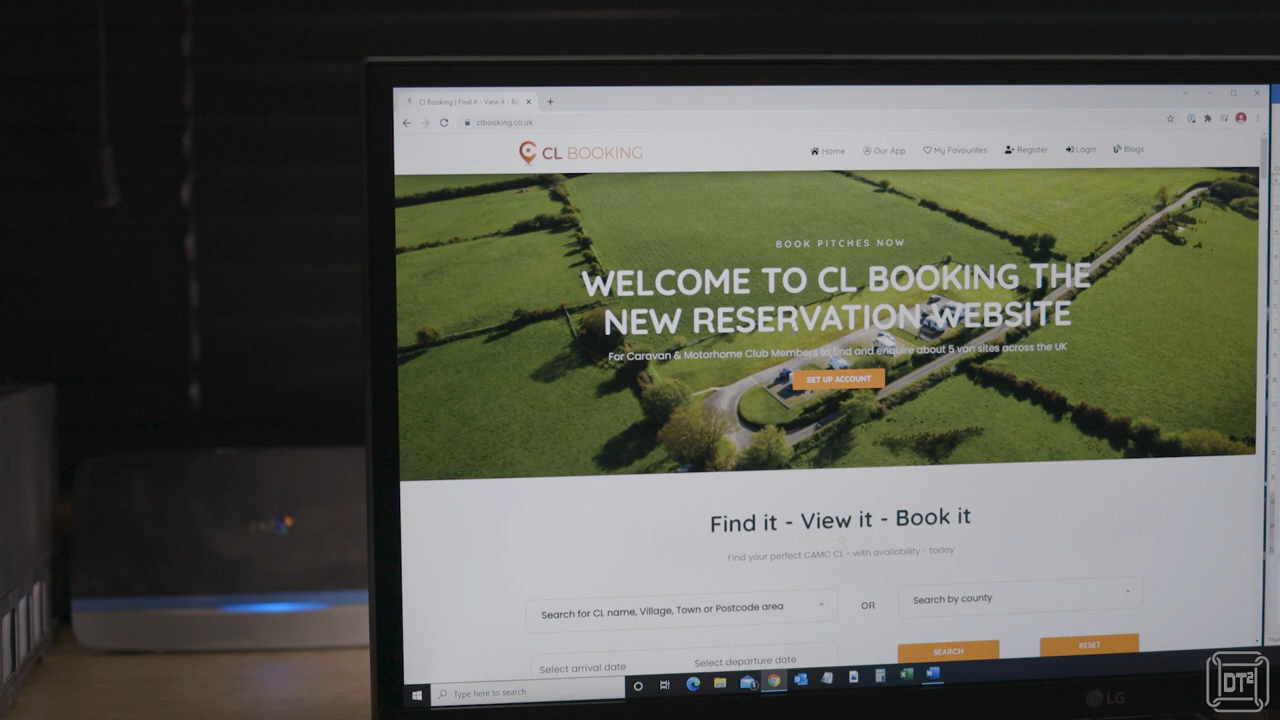 Cl Booking | Find it - View it - Bo
clbooking.co.uk
CL BOOKING
Home
Our App
My Favourites
Register
Login
Blogs
BOOK PITCHES NOW
WELCOME TO CL BOOKING THE
NEW RESERVATION WEBSITE
For Caravan & Motorhome Club Members to find and enquire about 5 van sites across the UK
SET UP ACCOUNT
Find it - View it - Book it
Find your perfect CAMC CL - with availability - today
Search for CL name, Village, Town or Postcode area
OR
Search by county
Select arrival date
Select departure date
SEARCH
RESET
Type here to search
LG
DT2